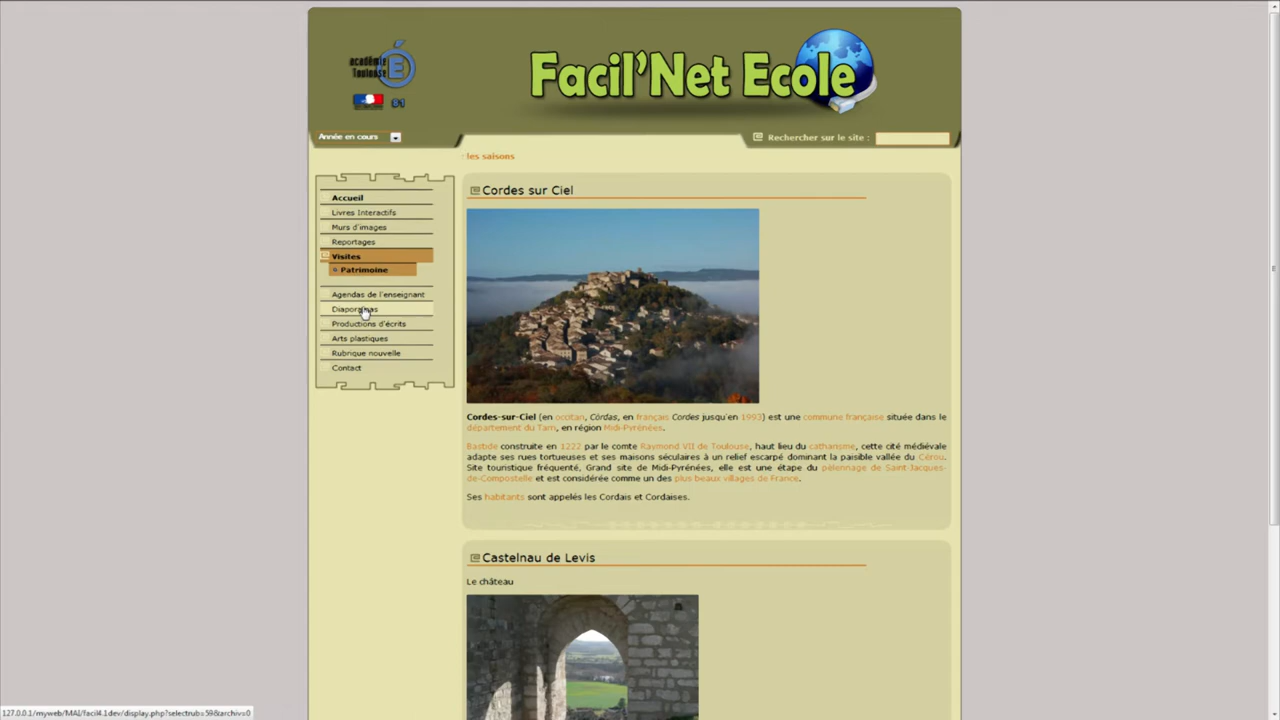 académie
Toulouse
81
Facil'Net Ecole
Année en cours
Rechercher sur le site :
les saisons
Accueil
Livres Interactifs
Murs d'images
Reportages
Visites
Patrimoine
Agendas de l'enseignant
Diaporamas
Productions d'écrits
Arts plastiques
Rubrique nouvelle
Contact
Cordes sur Ciel
Cordes-sur-Ciel (en occitan, Còrdas, en français Cordes jusqu'en 1993) est une commune française située dans le
département du Tarn, en région Midi-Pyrénées.
Bastide construite en 1222 par le comte Raymond VII de Toulouse, haut lieu du catharisme, cette cité médiévale
adapte ses rues tortueuses et ses maisons séculaires à un relief escarpé dominant la paisible vallée du Cérou.
Site touristique fréquenté, Grand site de Midi-Pyrénées, elle est une étape du pèlerinage de Saint-Jacques-
de-Compostelle et est considérée comme un des plus beaux villages de France.
Ses habitants sont appelés les Cordais et Cordaises.
Castelnau de Levis
Le château
127.0.0.1/myweb/MAI/facil4.1dev/display.php?selectrub=59&archiv=0